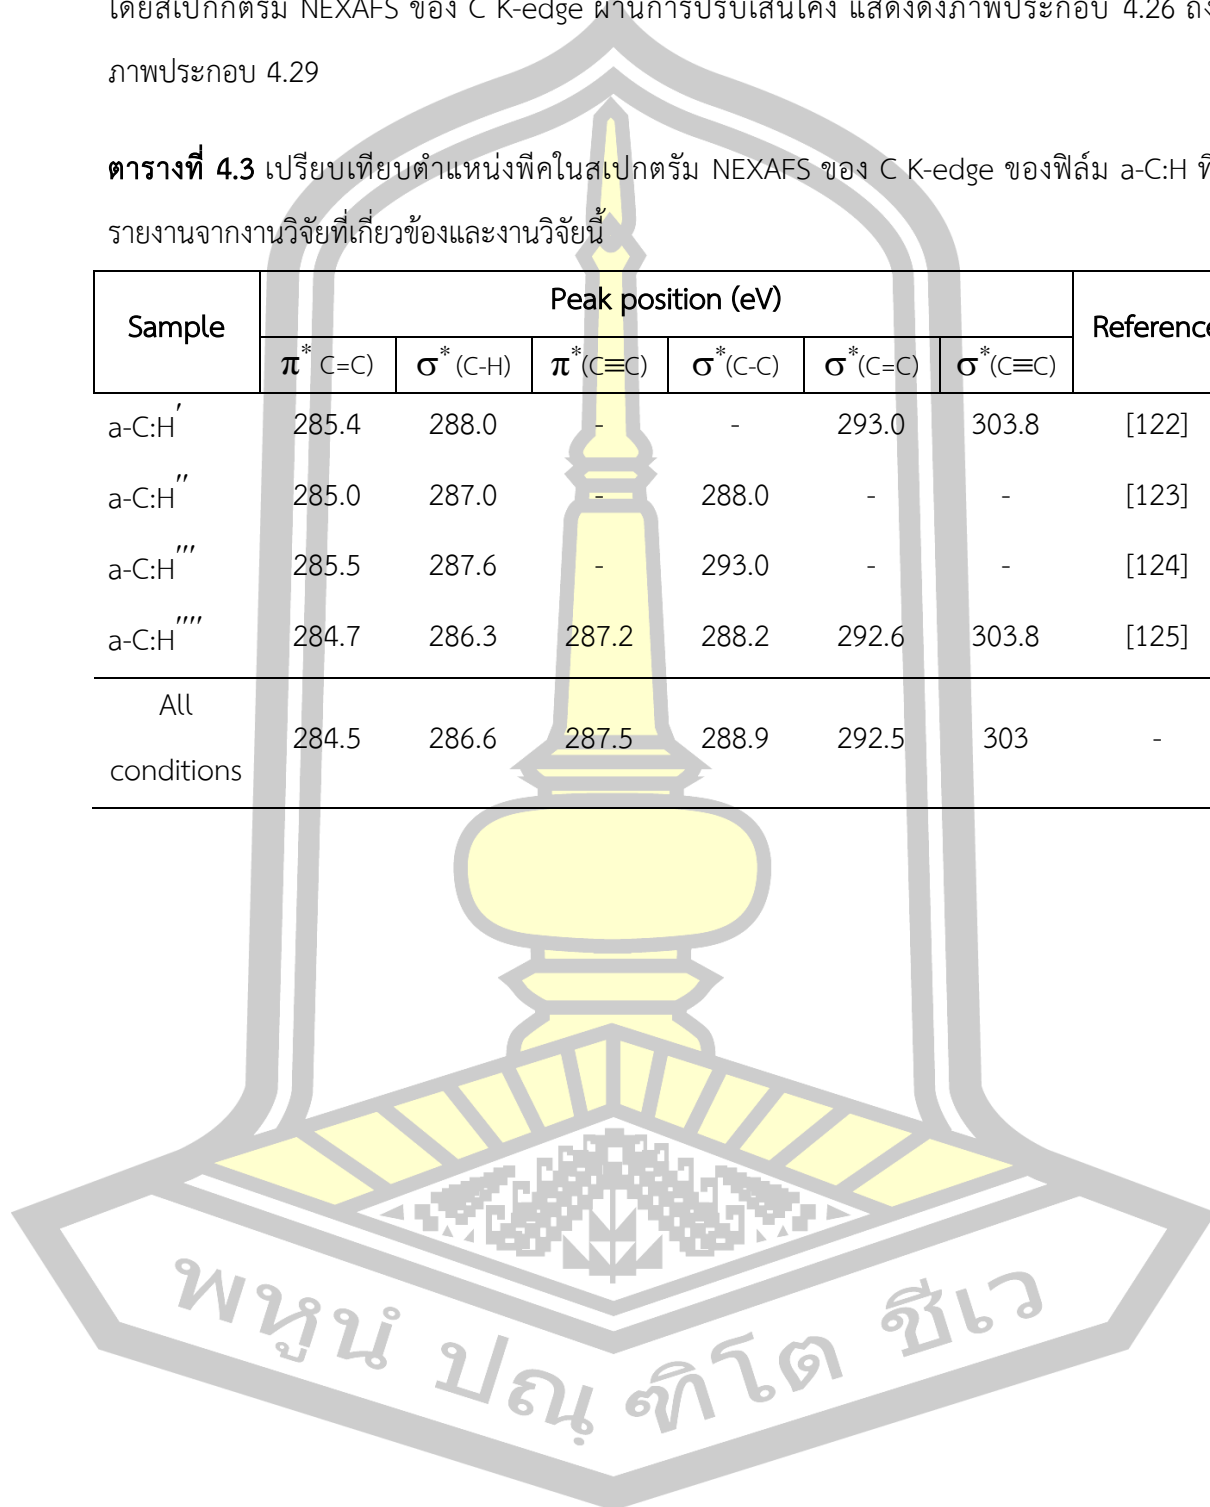 โดยสเปกกตรัม NEXAFS ของ C K-edge ผ่านการปรับเส้นโค้ง แสดงดังภาพประกอบ 4.26
ภาพประกอบ 4.29
ตารางที่ 4.3 เปรียบเทียบตำแหน่งพีคในสเปกตรัม NEXAFS ของ C K-edge ของฟิล์ม a-C:H
รายงานจากงานวิจัยที่เกี่ยวข้องและงานวิจัยนี้
Sample Peak position (eV) Reference
π* C=C) σ* (C-H) π*(C≡C) σ*(C-C) σ*(C=C) σ*(C≡C)
a-C:H′ 285.4 288.0 - - 293.0 303.8 [122]
a-C:H′′ 285.0 287.0 - 288.0 - - [123]
a-C:H′′′ 285.5 287.6 - 293.0 - - [124]
a-C:H′′′′ 284.7 286.3 287.2 288.2 292.6 303.8 [125]
All conditions 284.5 286.6 287.5 288.9 292.5 303 -
พหูนํ ปณฺฑิโต ชีเว